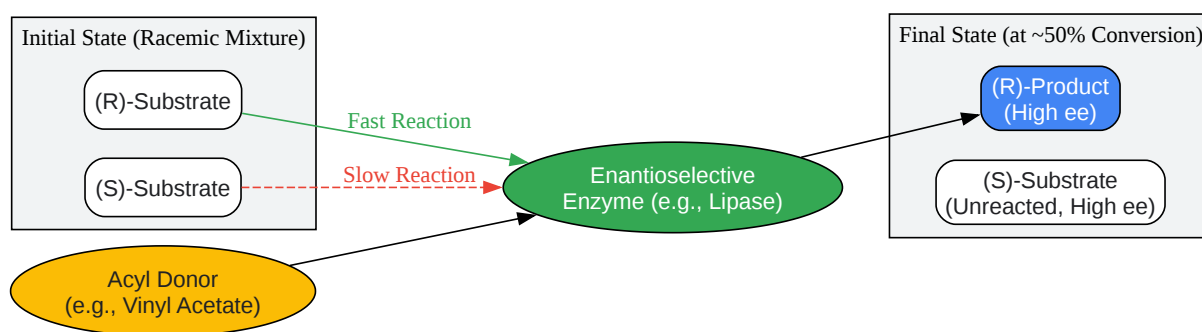 Initial State (Racemic Mixture)
(R)-Substrate
(S)-Substrate
Fast Reaction
Slow Reaction
Acyl Donor
(e.g., Vinyl Acetate)
Enantioselective
Enzyme (e.g., Lipase)
Final State (at ~50% Conversion)
(R)-Product
(High ee)
(S)-Substrate
(Unreacted, High ee)